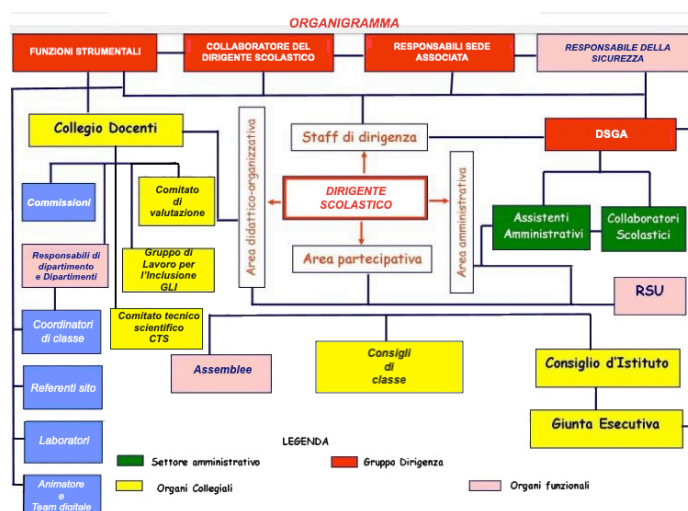 ORGANIGRAMMA
FUNZIONI STRUMENTALI
COLLABORATORE DEL
DIRIGENTE SCOLASTICO
RESPONSABILI SEDE
ASSOCIATA
RESPONSABILE DELLA
SICUREZZA
Collegio Docenti
Area didattico-organizzativa
Staff di dirigenza
DSGA
Commissioni
Comitato
di
valutazione
DIRIGENTE
SCOLASTICO
Area amministrativa
Assistenti
Amministrativi
Collaboratori
Scolastici
Responsabili di
dipartimento
e Dipartimenti
Gruppo di
Lavoro per
l'Inclusione
GLI
Area partecipativa
RSU
Coordinatori
di classe
Comitato tecnico
scientifico
CTS
Assemblee
Consigli
di
classe
Consiglio d'Istituto
Referenti sito
Giunta Esecutiva
Laboratori
LEGENDA
Settore amministrativo
Gruppo Dirigenza
Animatore
e
Team digitale
Organi Collegiali
Organi funzionali